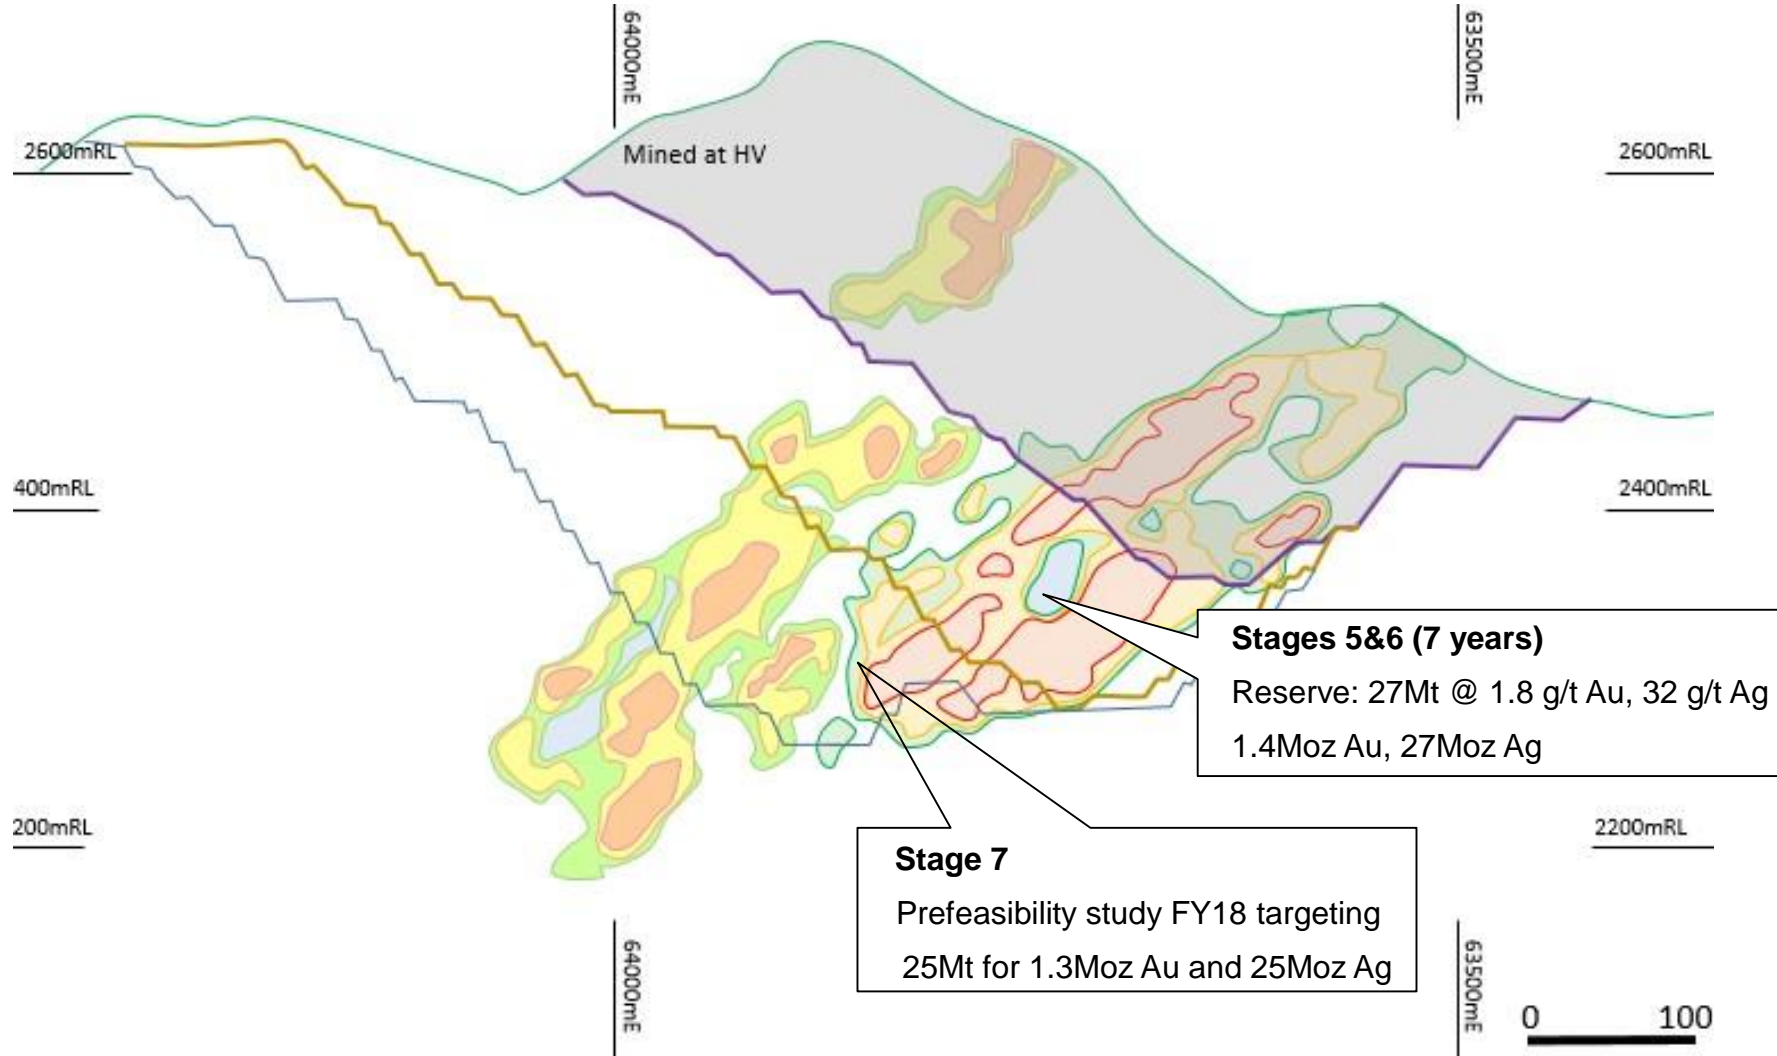 64000mE
63500mE
2600mRL
Mined at HV
2600mRL
400mRL
2400mRL
Stages 5&6 (7 years)
Reserve: 27Mt @ 1.8 g/t Au, 32 g/t Ag
1.4Moz Au, 27Moz Ag
200mRL
2200mRL
Stage 7
Prefeasibility study FY18 targeting
25Mt for 1.3Moz Au and 25Moz Ag
64000mE
63500mE
0 100